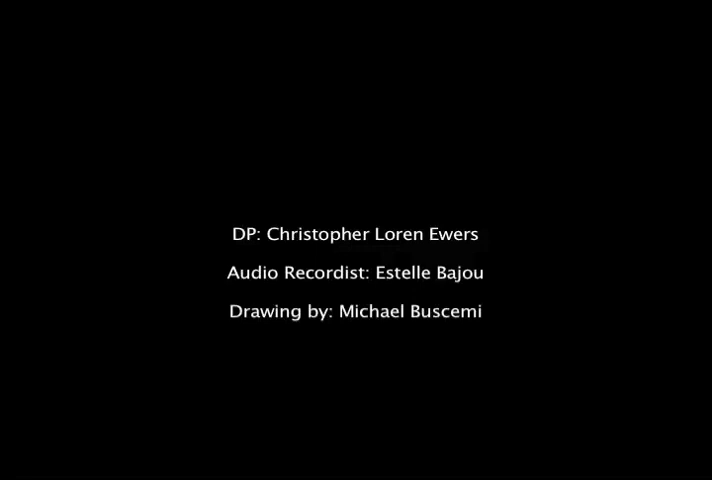 DP: Christopher Loren Ewers
Audio Recordist: Estelle Bajou
Drawing by: Michael Buscemi